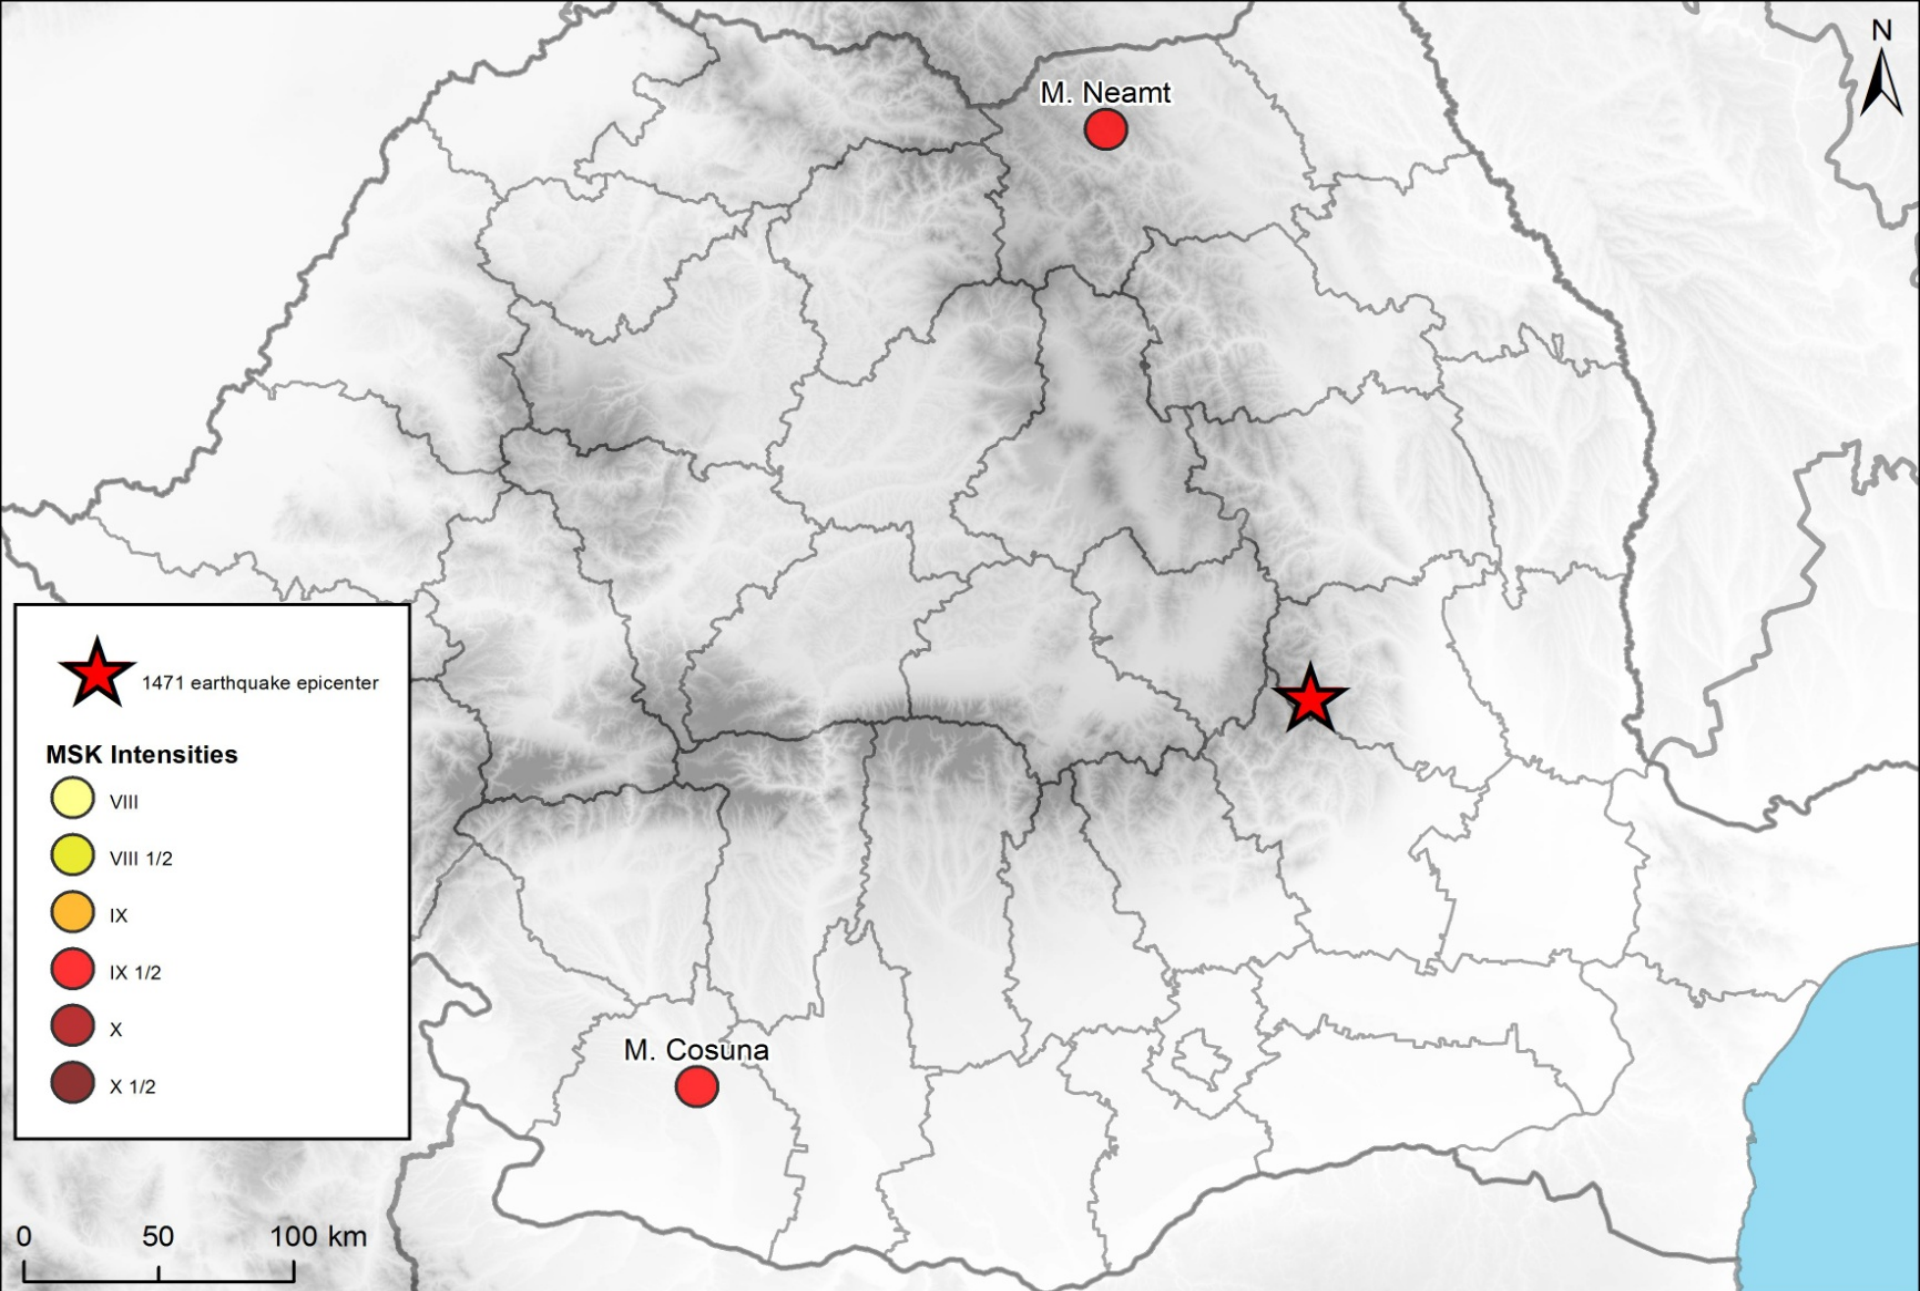 N
M. Neamt
1471 earthquake epicenter
MSK Intensities
VIII
VIII 1/2
IX
IX 1/2
X
X 1/2
M. Cosuna
0 50 100 km